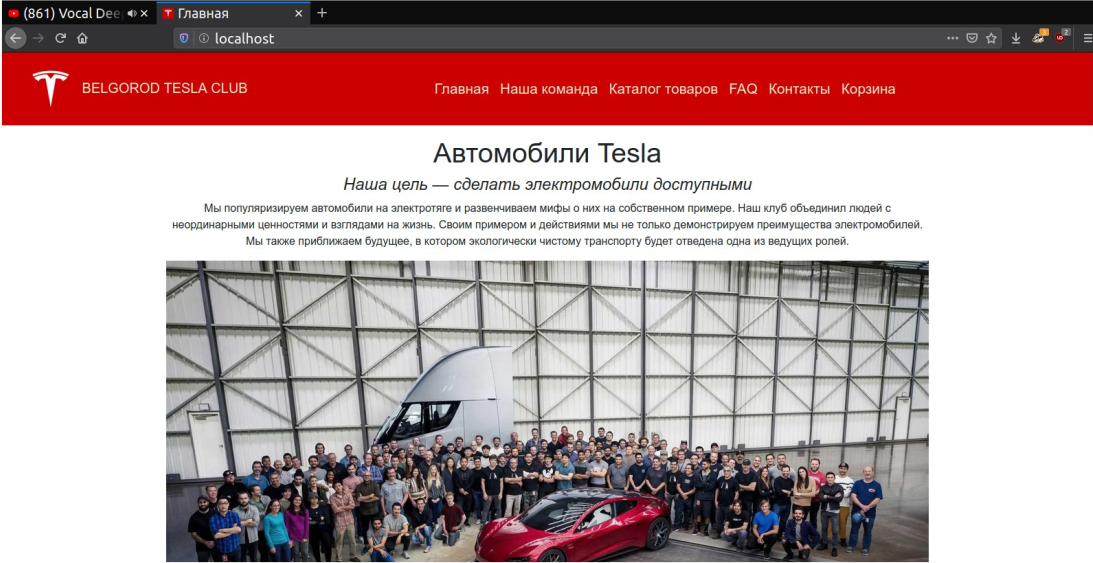 (861) Vocal Dee
Главная
localhost
3
2
BELGOROD TESLA CLUB
Главная Наша команда Каталог товаров FAQ Контакты Корзина
Автомобили Tesla
Наша цель — сделать электромобили доступными
Мы популяризируем автомобили на электротяге и развенчиваем мифы о них на собственном примере. Наш клуб объединил людей с
неординарными ценностями и взглядами на жизнь. Своим примером и действиями мы не только демонстрируем преимущества электромобилей.
Мы также приближаем будущее, в котором экологически чистому транспорту будет отведена одна из ведущих ролей.